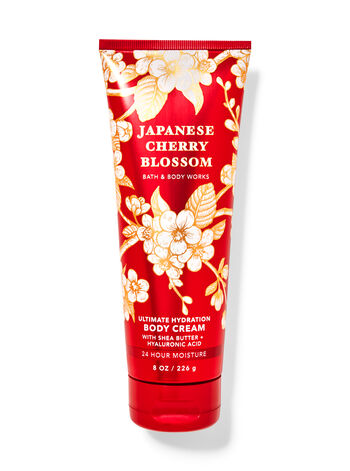 JAPANESE
CHERRY
BLOSSOM
BATH & BODY WORKS
ULTIMATE HYDRATION
BODY CREAM
WITH SHEA BUTTER +
HYALURONIC ACID
24 HOUR MOISTURE
8 OZ / 226 g